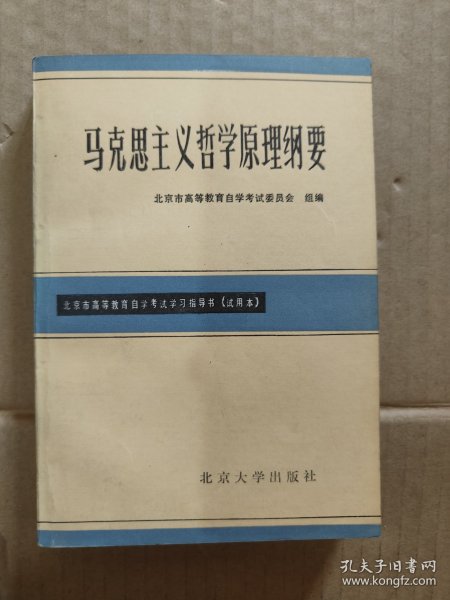 马克思主义哲学原理纲要
北京市高等教育自学考试委员会 组编
北京市高等教育自学考试学习指导书(试用本)
北京大学出版社
孔夫子旧书网
www.kongfz.com